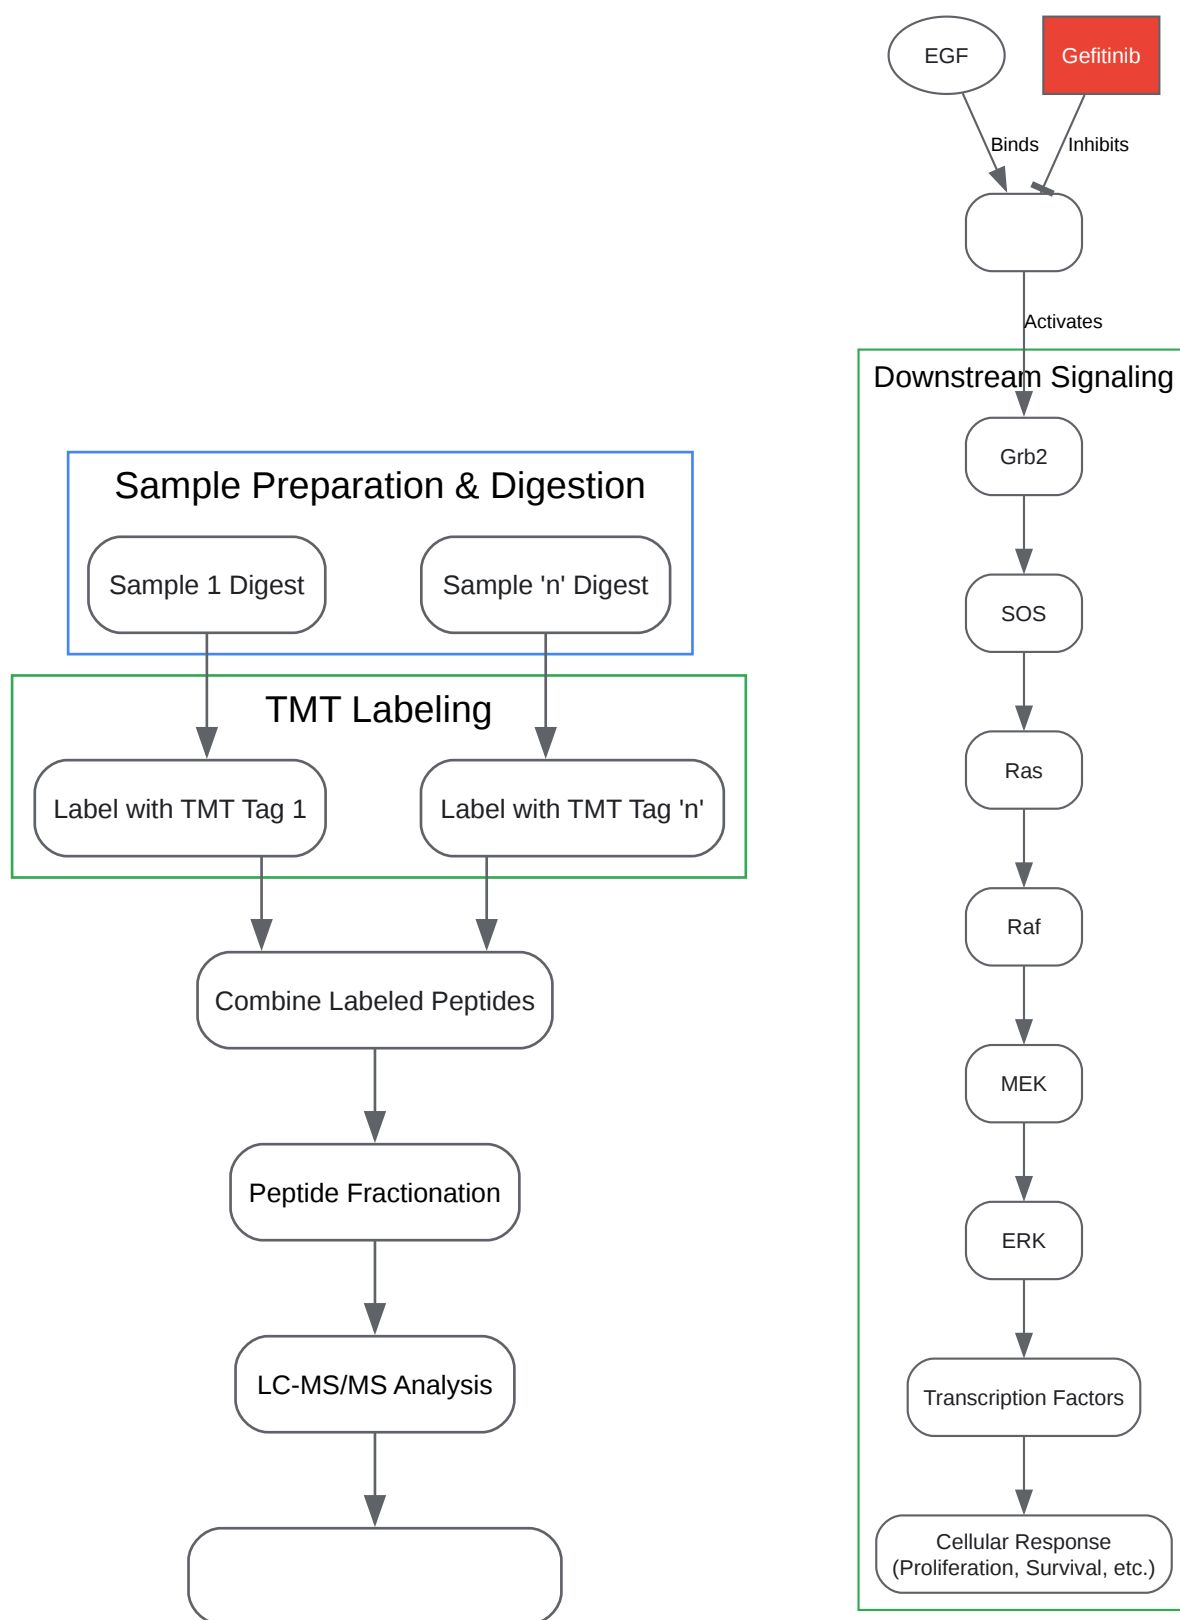 Sample Preparation & Digestion
Sample 1 Digest
Sample 'n' Digest
TMT Labeling
Label with TMT Tag 1
Label with TMT Tag 'n'
Combine Labeled Peptides
Peptide Fractionation
LC-MS/MS Analysis
EGF
Gefitinib
Binds
Inhibits
Activates
Downstream Signaling
Grb2
SOS
Ras
Raf
MEK
ERK
Transcription Factors
Cellular Response
(Proliferation, Survival, etc.)